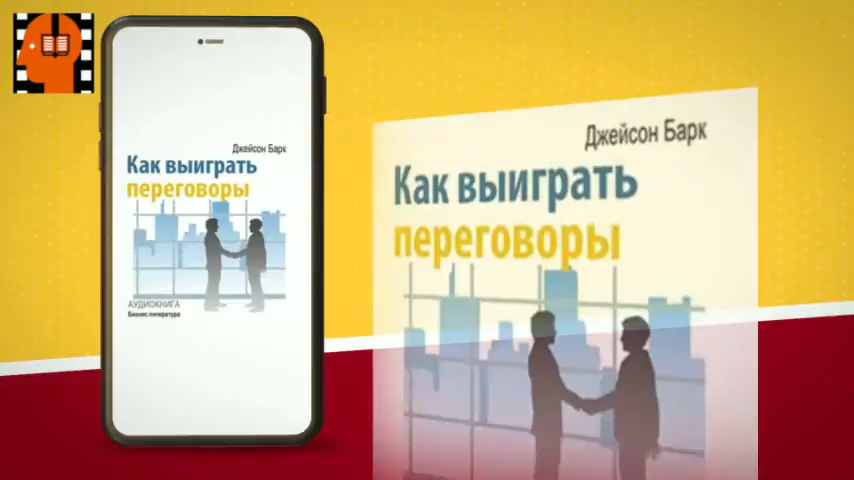 Джейсон Барк
Как выиграть
переговоры
АУДИОКНИГА
Бизнес литература
Джейсон Барк
Как выиграть
переговоры